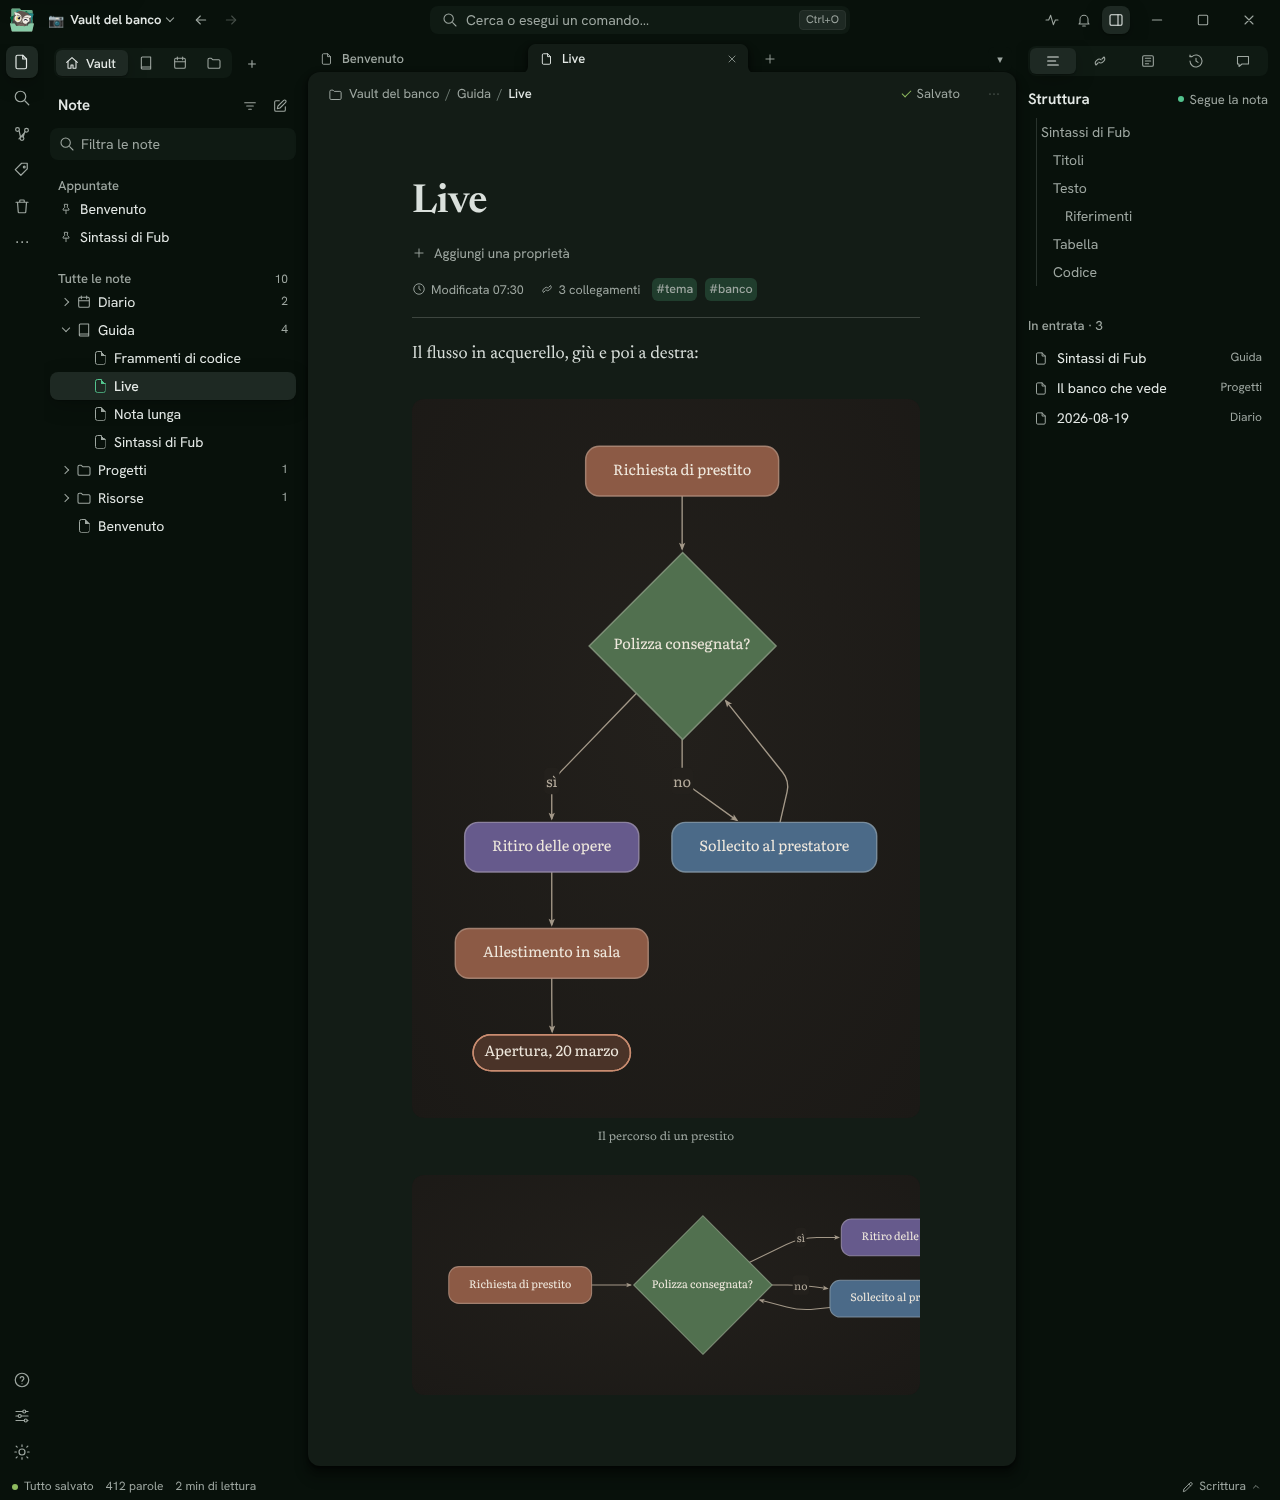 Vault del banco
Cerca o esegui un comando...
Ctrl+O
Vault
Benvenuto
Live
Note
Filtra le note
Appuntate
Benvenuto
Sintassi di Fub
Tutte le note
10
Diario
2
Guida
4
Frammenti di codice
Live
Nota lunga
Sintassi di Fub
Progetti
1
Risorse
1
Benvenuto
Vault del banco / Guida / Live
Salvato
Live
Aggiungi una proprietà
Modificata 07:30
3 collegamenti
#tema
#banco
Il flusso in acquerello, giù e poi a destra:
Richiesta di prestito
Polizza consegnata?
sì
no
Ritiro delle opere
Sollecito al prestatore
Allestimento in sala
Apertura, 20 marzo
Il percorso di un prestito
Richiesta di prestito
Polizza consegnata?
sì
no
Ritiro delle
Sollecito al pr
Struttura
Segue la nota
Sintassi di Fub
Titoli
Testo
Riferimenti
Tabella
Codice
In entrata · 3
Sintassi di Fub
Guida
Il banco che vede
Progetti
2026-08-19
Diario
Tutto salvato
412 parole
2 min di lettura
Scrittura